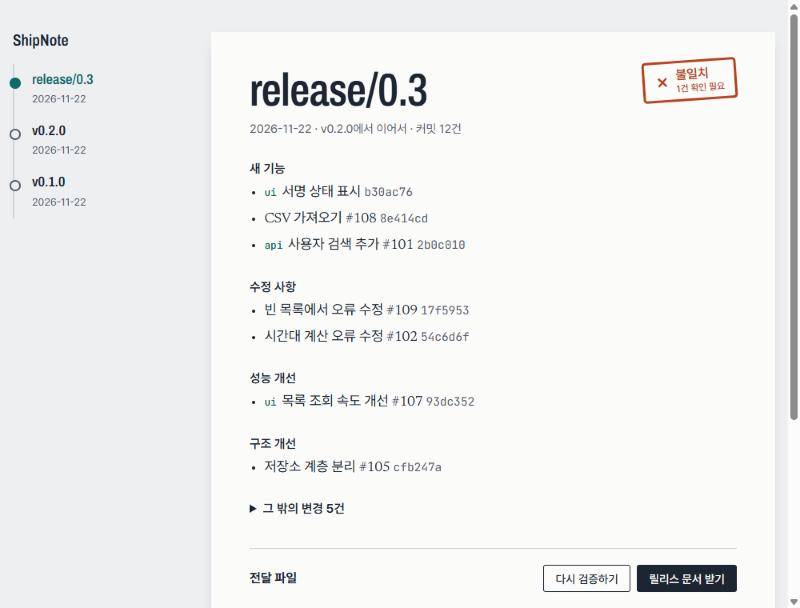 ShipNote
release/0.3
2026-11-22
v0.2.0
2026-11-22
v0.1.0
2026-11-22
release/0.3
× 불일치
1건 확인 필요
2026-11-22 · v0.2.0에서 이어서 · 커밋 12건
새 기능
• ui 서명 상태 표시 b30ac76
• CSV 가져오기 #108 8e414cd
• api 사용자 검색 추가 #101 2b0c010
수정 사항
• 빈 목록에서 오류 수정 #109 17f5953
• 시간대 계산 오류 수정 #102 54c6d6f
성능 개선
• ui 목록 조회 속도 개선 #107 93dc352
구조 개선
• 저장소 계층 분리 #105 cfb247a
▶ 그 밖의 변경 5건
전달 파일
다시 검증하기
릴리스 문서 받기